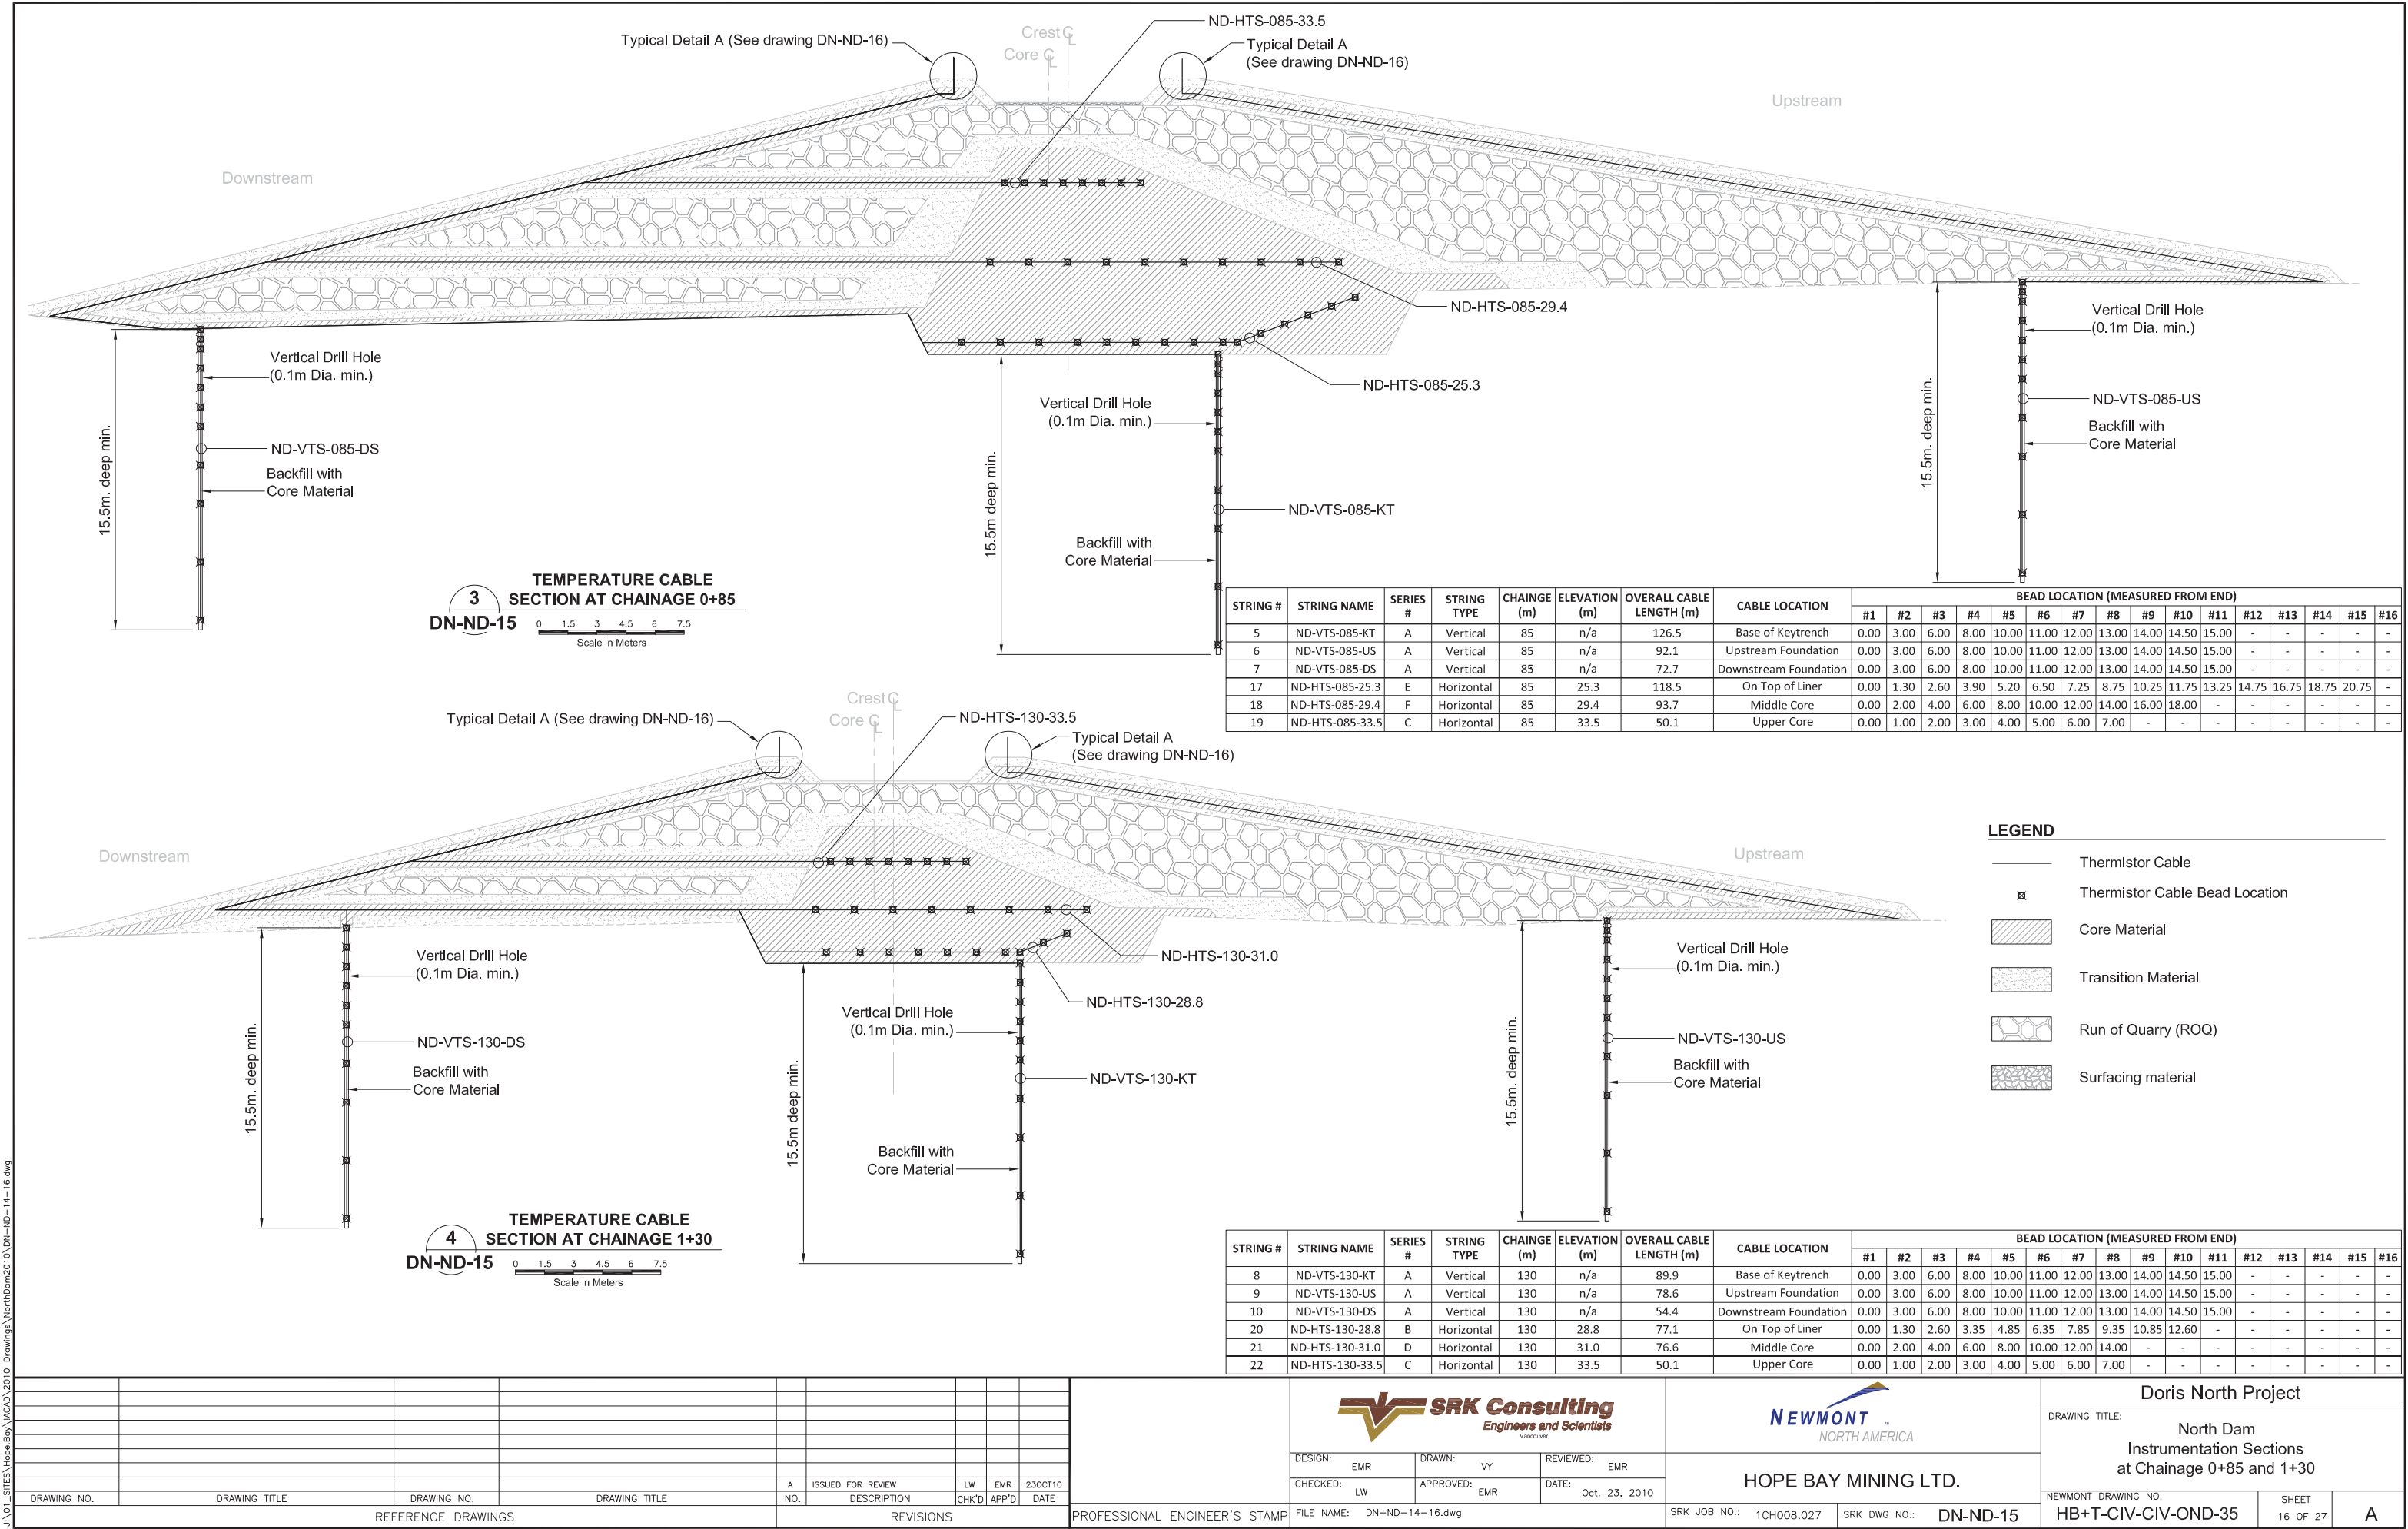 ND-HTS-085-33.5
Typical Detail A (See drawing DN-ND-16)
Crest CL
Core CL
Typical Detail A
(See drawing DN-ND-16)
Upstream
Downstream
ND-HTS-085-29.4
ND-HTS-085-25.3
Vertical Drill Hole
(0.1m Dia. min.)
15.5m. deep min.
ND-VTS-085-DS
Backfill with
Core Material
Vertical Drill Hole
(0.1m Dia. min.)
15.5m deep min.
ND-VTS-085-KT
Backfill with
Core Material
Vertical Drill Hole
(0.1m Dia. min.)
15.5m. deep min.
ND-VTS-085-US
Backfill with
Core Material
3
DN-ND-15
TEMPERATURE CABLE
SECTION AT CHAINAGE 0+85
0 1.5 3 4.5 6 7.5
Scale in Meters
STRING # STRING NAME SERIES # STRING TYPE CHAINGE (m) ELEVATION (m) OVERALL CABLE LENGTH (m) CABLE LOCATION BEAD LOCATION (MEASURED FROM END)
#1 #2 #3 #4 #5 #6 #7 #8 #9 #10 #11 #12 #13 #14 #15 #16
5 ND-VTS-085-KT A Vertical 85 n/a 126.5 Base of Keytrench 0.00 3.00 6.00 8.00 10.00 11.00 12.00 13.00 14.00 14.50 15.00 - - - - -
6 ND-VTS-085-US A Vertical 85 n/a 92.1 Upstream Foundation 0.00 3.00 6.00 8.00 10.00 11.00 12.00 13.00 14.00 14.50 15.00 - - - - -
7 ND-VTS-085-DS A Vertical 85 n/a 72.7 Downstream Foundation 0.00 3.00 6.00 8.00 10.00 11.00 12.00 13.00 14.00 14.50 15.00 - - - - -
17 ND-HTS-085-25.3 E Horizontal 85 25.3 118.5 On Top of Liner 0.00 1.30 2.60 3.90 5.20 6.50 7.25 8.75 10.25 11.75 13.25 14.75 16.75 18.75 20.75 -
18 ND-HTS-085-29.4 F Horizontal 85 29.4 93.7 Middle Core 0.00 2.00 4.00 6.00 8.00 10.00 12.00 14.00 16.00 18.00 - - - - - -
19 ND-HTS-085-33.5 C Horizontal 85 33.5 50.1 Upper Core 0.00 1.00 2.00 3.00 4.00 5.00 6.00 7.00 - - - - - - - -
Crest CL
Core CL
Typical Detail A (See drawing DN-ND-16)
ND-HTS-130-33.5
Typical Detail A
(See drawing DN-ND-16)
Downstream
Upstream
ND-HTS-130-31.0
ND-HTS-130-28.8
Vertical Drill Hole
(0.1m Dia. min.)
15.5m. deep min.
ND-VTS-130-DS
Backfill with
Core Material
Vertical Drill Hole
(0.1m Dia. min.)
15.5m deep min.
ND-VTS-130-KT
Backfill with
Core Material
Vertical Drill Hole
(0.1m Dia. min.)
15.5m. deep min.
ND-VTS-130-US
Backfill with
Core Material
LEGEND
Thermistor Cable
Thermistor Cable Bead Location
Core Material
Transition Material
Run of Quarry (ROQ)
Surfacing material
4
DN-ND-15
TEMPERATURE CABLE
SECTION AT CHAINAGE 1+30
0 1.5 3 4.5 6 7.5
Scale in Meters
STRING # STRING NAME SERIES # STRING TYPE CHAINGE (m) ELEVATION (m) OVERALL CABLE LENGTH (m) CABLE LOCATION BEAD LOCATION (MEASURED FROM END)
#1 #2 #3 #4 #5 #6 #7 #8 #9 #10 #11 #12 #13 #14 #15 #16
8 ND-VTS-130-KT A Vertical 130 n/a 89.9 Base of Keytrench 0.00 3.00 6.00 8.00 10.00 11.00 12.00 13.00 14.00 14.50 15.00 - - - - -
9 ND-VTS-130-US A Vertical 130 n/a 78.6 Upstream Foundation 0.00 3.00 6.00 8.00 10.00 11.00 12.00 13.00 14.00 14.50 15.00 - - - - -
10 ND-VTS-130-DS A Vertical 130 n/a 54.4 Downstream Foundation 0.00 3.00 6.00 8.00 10.00 11.00 12.00 13.00 14.00 14.50 15.00 - - - - -
20 ND-HTS-130-28.8 B Horizontal 130 28.8 77.1 On Top of Liner 0.00 1.30 2.60 3.35 4.85 6.35 7.85 9.35 10.85 12.60 - - - - - -
21 ND-HTS-130-31.0 D Horizontal 130 31.0 76.6 Middle Core 0.00 2.00 4.00 6.00 8.00 10.00 12.00 14.00 - - - - - - - -
22 ND-HTS-130-33.5 C Horizontal 130 33.5 50.1 Upper Core 0.00 1.00 2.00 3.00 4.00 5.00 6.00 7.00 - - - - - - - -
J:\01_SITES\Hope.Bay\!ACAD\2010 Drawings\NorthDam2010\DN-ND-14-16.dwg
A ISSUED FOR REVIEW LW EMR 23OCT10
DRAWING NO. DRAWING TITLE DRAWING NO. DRAWING TITLE NO. DESCRIPTION CHK'D APP'D DATE
REFERENCE DRAWINGS REVISIONS
PROFESSIONAL ENGINEER'S STAMP
SRK Consulting
Engineers and Scientists
Vancouver
DESIGN: EMR DRAWN: VY REVIEWED: EMR
CHECKED: LW APPROVED: EMR DATE: Oct. 23, 2010
FILE NAME: DN-ND-14-16.dwg
NEWMONT ™
NORTH AMERICA
HOPE BAY MINING LTD.
SRK JOB NO.: 1CH008.027 SRK DWG NO.: DN-ND-15
Doris North Project
DRAWING TITLE:
North Dam
Instrumentation Sections
at Chainage 0+85 and 1+30
NEWMONT DRAWING NO.
HB+T-CIV-CIV-OND-35
SHEET
16 OF 27
A